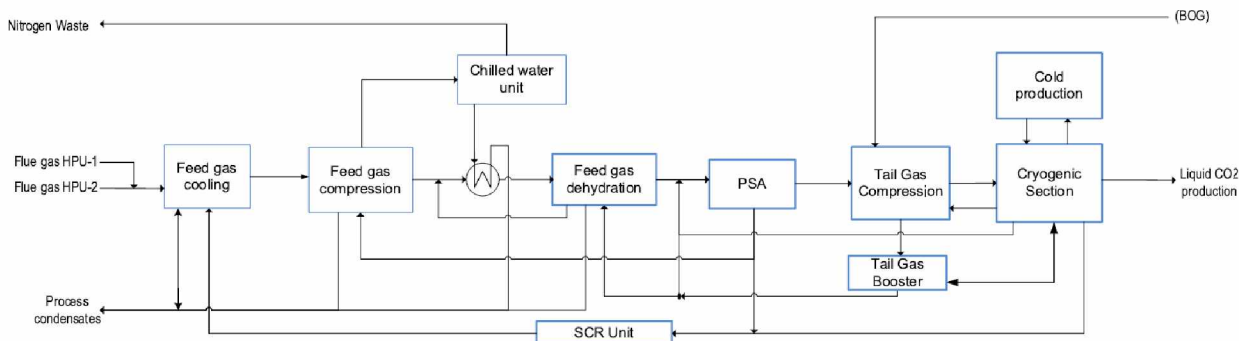 Nitrogen Waste
(BOG)
Chilled water
unit
Cold
production
Flue gas HPU-1
Flue gas HPU-2
Feed gas
cooling
Feed gas
compression
Feed gas
dehydration
PSA
Tail Gas
Compression
Cryogenic
Section
Liquid CO2
production
Tail Gas
Booster
Process
condensates
SCR Unit